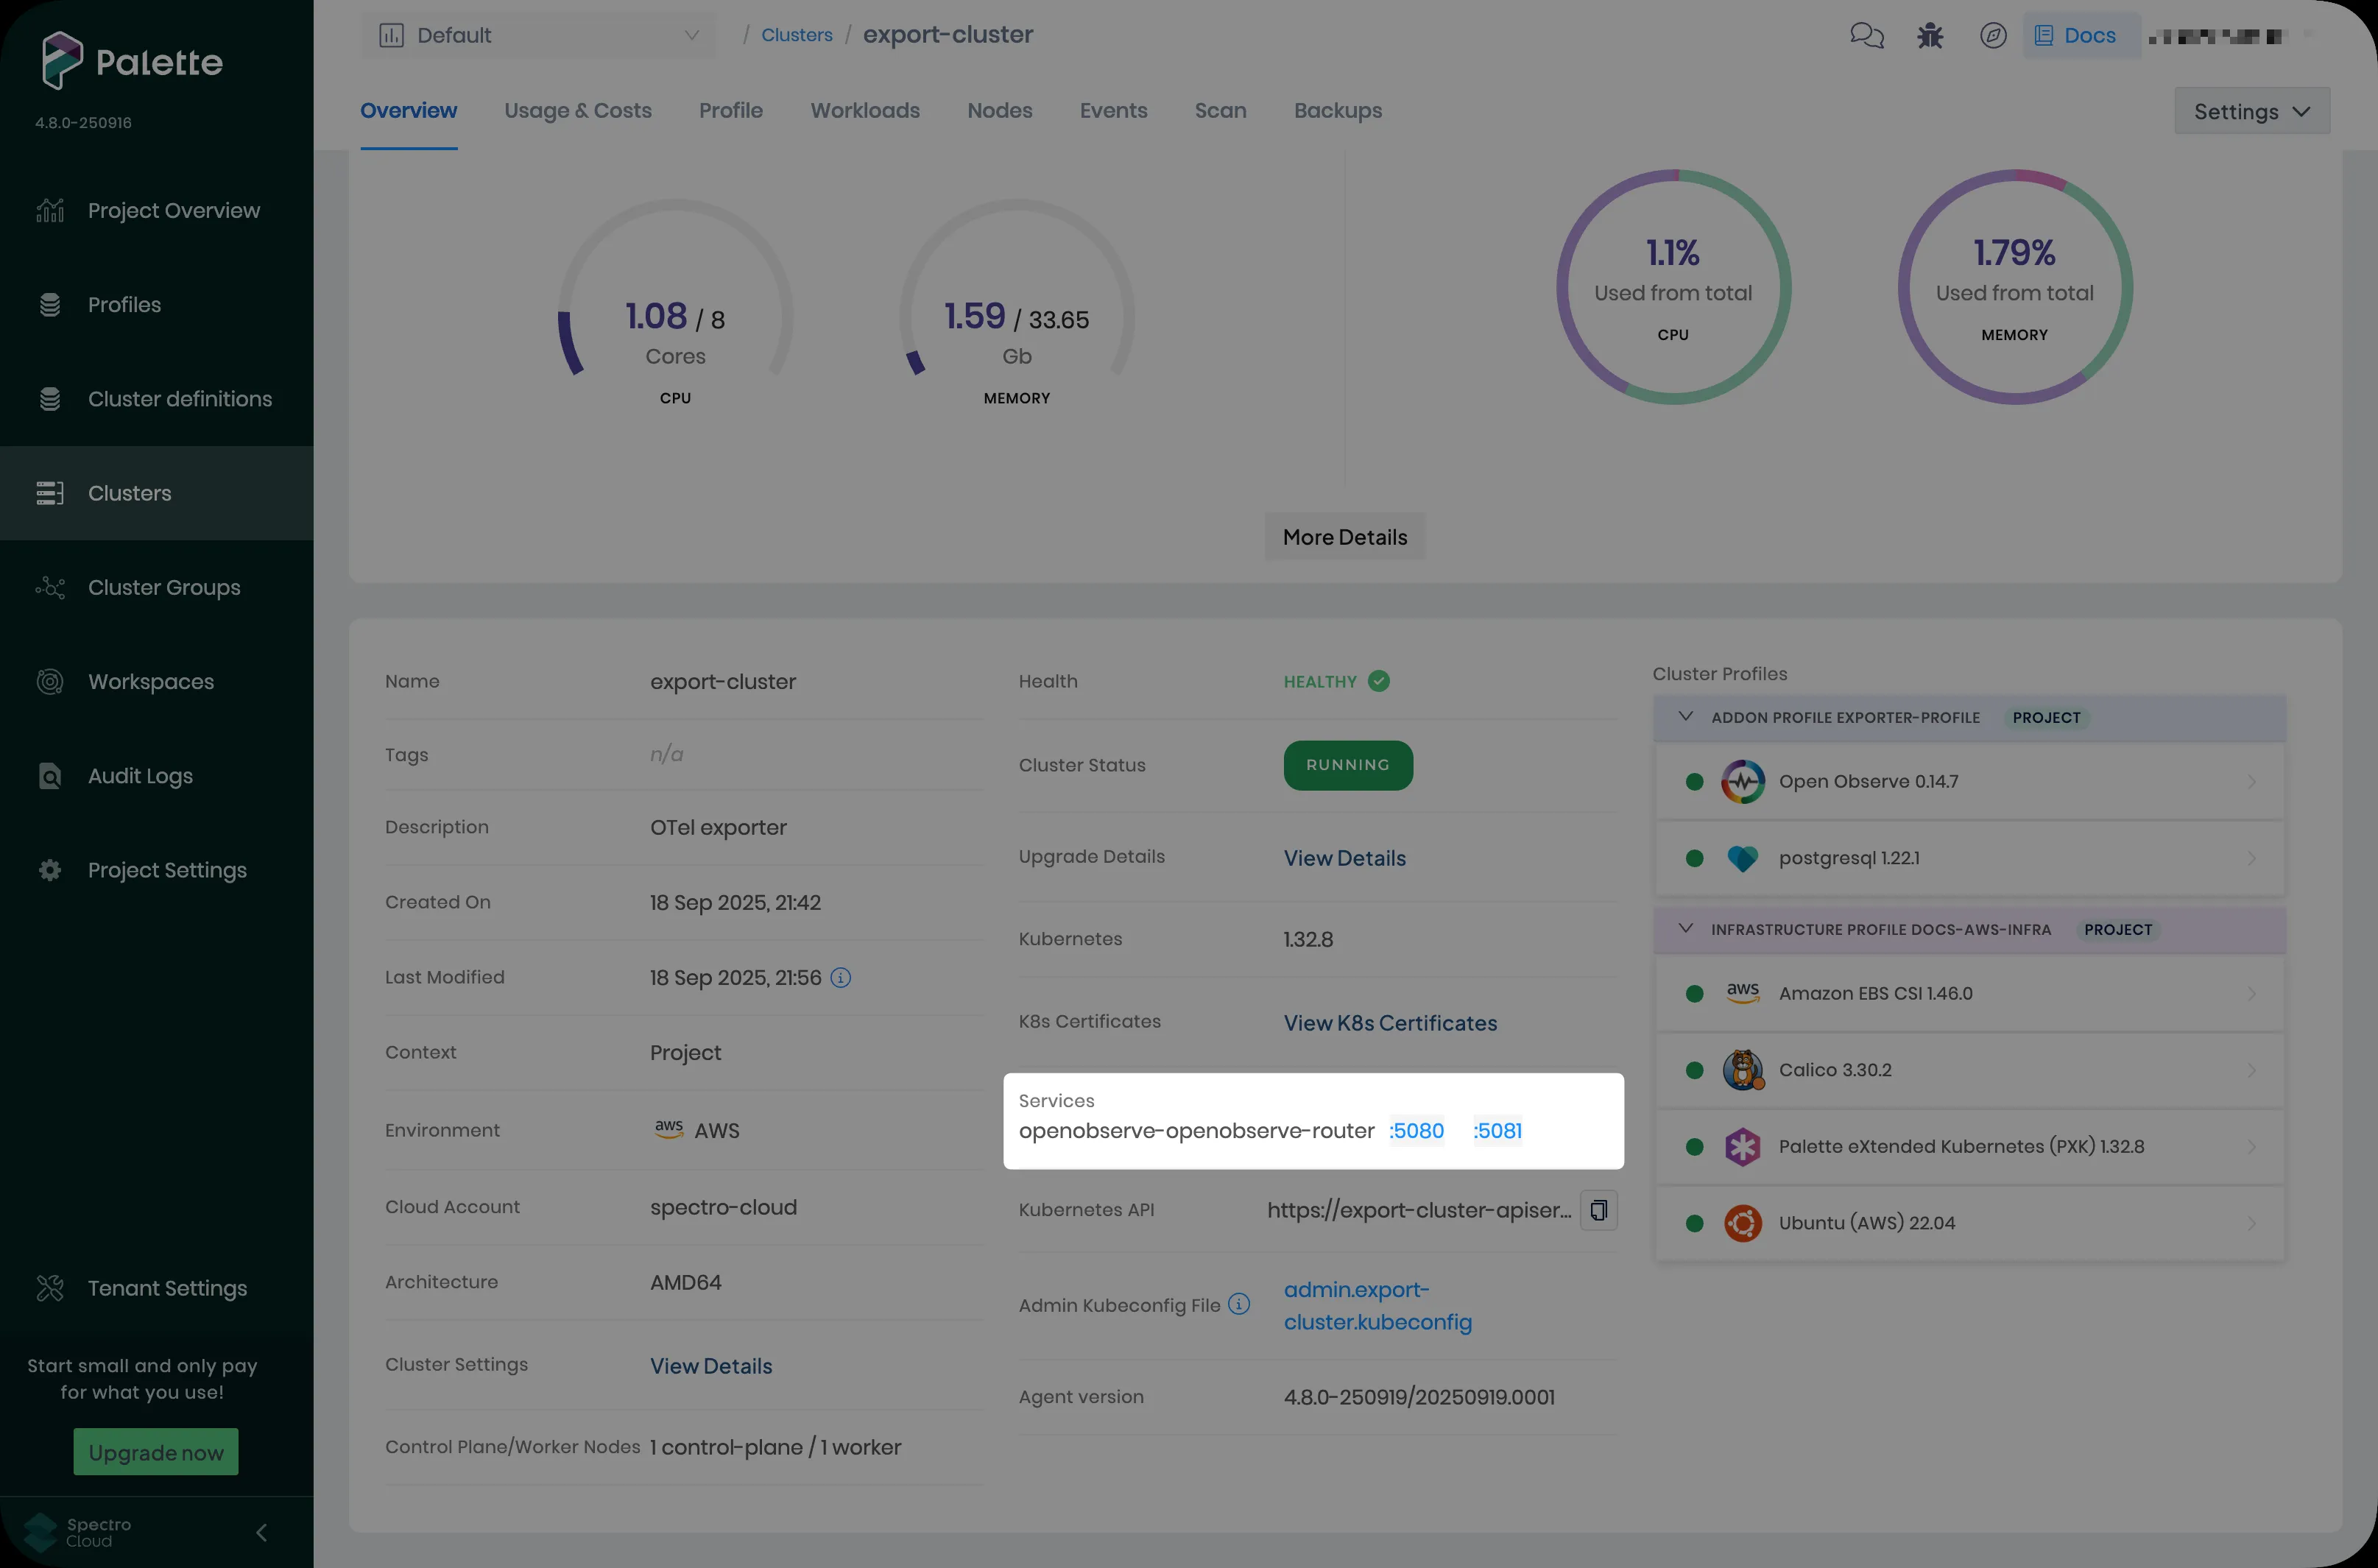 Palette
4.8.0-250916
Project Overview
Profiles
Cluster definitions
Clusters
Cluster Groups
Workspaces
Audit Logs
Project Settings
Tenant Settings
Start small and only pay
for what you use!
Upgrade now
Spectro
Cloud
Default
/ Clusters / export-cluster
Docs
Overview Usage & Costs Profile Workloads Nodes Events Scan Backups
Settings
1.08 / 8
Cores
CPU
1.59 / 33.65
Gb
MEMORY
1.1%
Used from total
CPU
1.79%
Used from total
MEMORY
More Details
Name export-cluster
Tags n/a
Description OTel exporter
Created On 18 Sep 2025, 21:42
Last Modified 18 Sep 2025, 21:56
Context Project
Environment aws AWS
Cloud Account spectro-cloud
Architecture AMD64
Cluster Settings View Details
Control Plane/Worker Nodes 1 control-plane / 1 worker
Health HEALTHY
Cluster Status RUNNING
Upgrade Details View Details
Kubernetes 1.32.8
K8s Certificates View K8s Certificates
Services
openobserve-openobserve-router :5080 :5081
Kubernetes API https://export-cluster-apiser...
Admin Kubeconfig File admin.export-
cluster.kubeconfig
Agent version 4.8.0-250919/20250919.0001
Cluster Profiles
ADDON PROFILE EXPORTER-PROFILE PROJECT
Open Observe 0.14.7
postgresql 1.22.1
INFRASTRUCTURE PROFILE DOCS-AWS-INFRA PROJECT
aws Amazon EBS CSI 1.46.0
Calico 3.30.2
Palette eXtended Kubernetes (PXK) 1.32.8
Ubuntu (AWS) 22.04